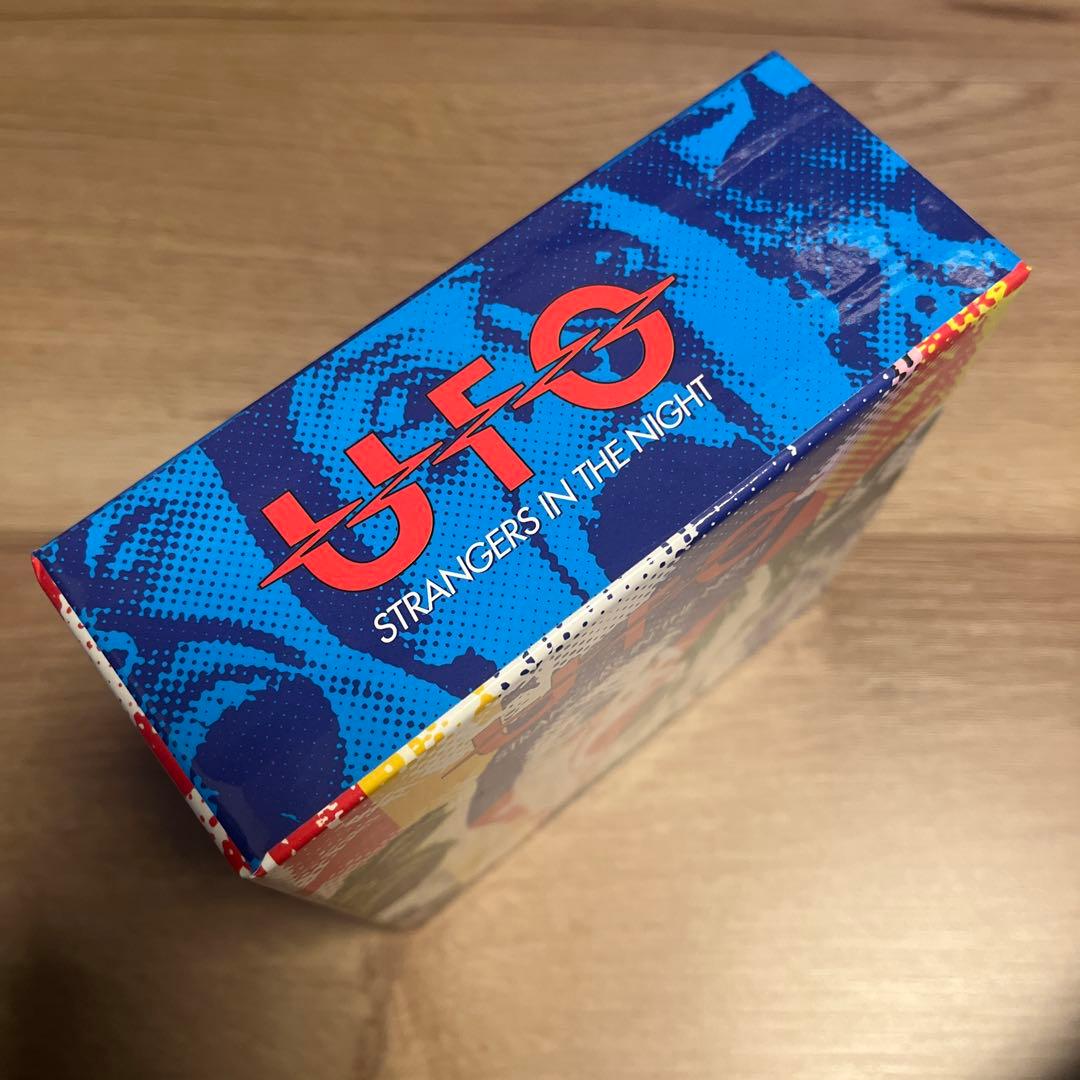 UFO
STRANGERS IN THE NIGHT